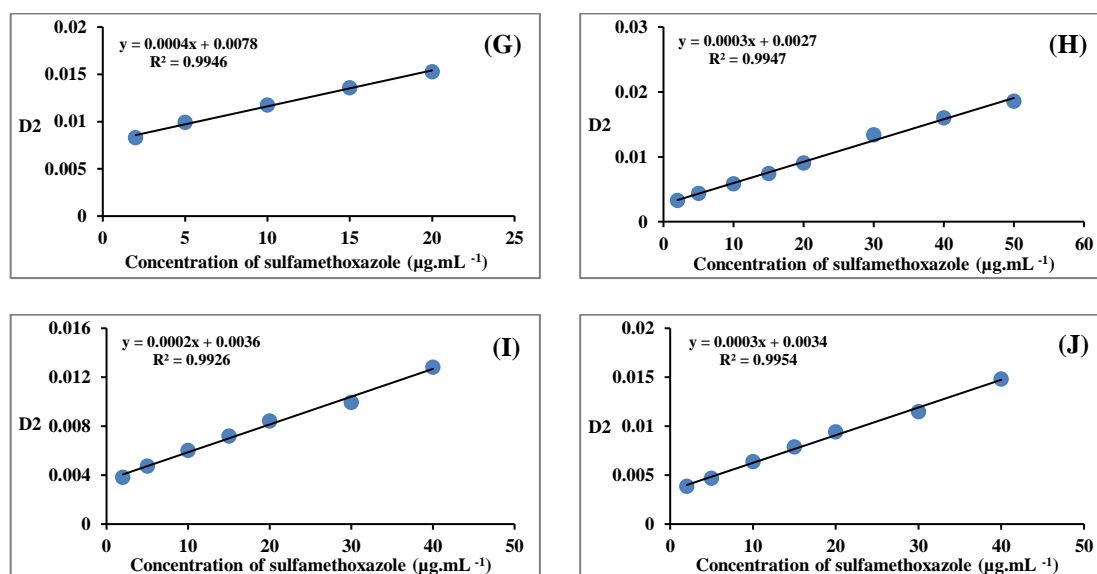 0.02
y = 0.0004x + 0.0078
R² = 0.9946
(G)
0.015
0.01
D2
0.005
0
0 5 10 15 20 25
Concentration of sulfamethoxazole (µg.mL ⁻¹)
0.03
y = 0.0003x + 0.0027
R² = 0.9947
(H)
0.02
D2
0.01
0
0 10 20 30 40 50 60
Concentration of sulfamethoxazole (µg.mL ⁻¹)
0.016
y = 0.0002x + 0.0036
R² = 0.9926
(I)
0.012
D2
0.008
0.004
0
0 10 20 30 40 50
Concentration of sulfamethoxazole (µg.mL ⁻¹)
0.02
y = 0.0003x + 0.0034
R² = 0.9954
(J)
0.015
D2
0.01
0.005
0
0 10 20 30 40 50
Concentration of sulfamethoxazole (µg.mL ⁻¹)